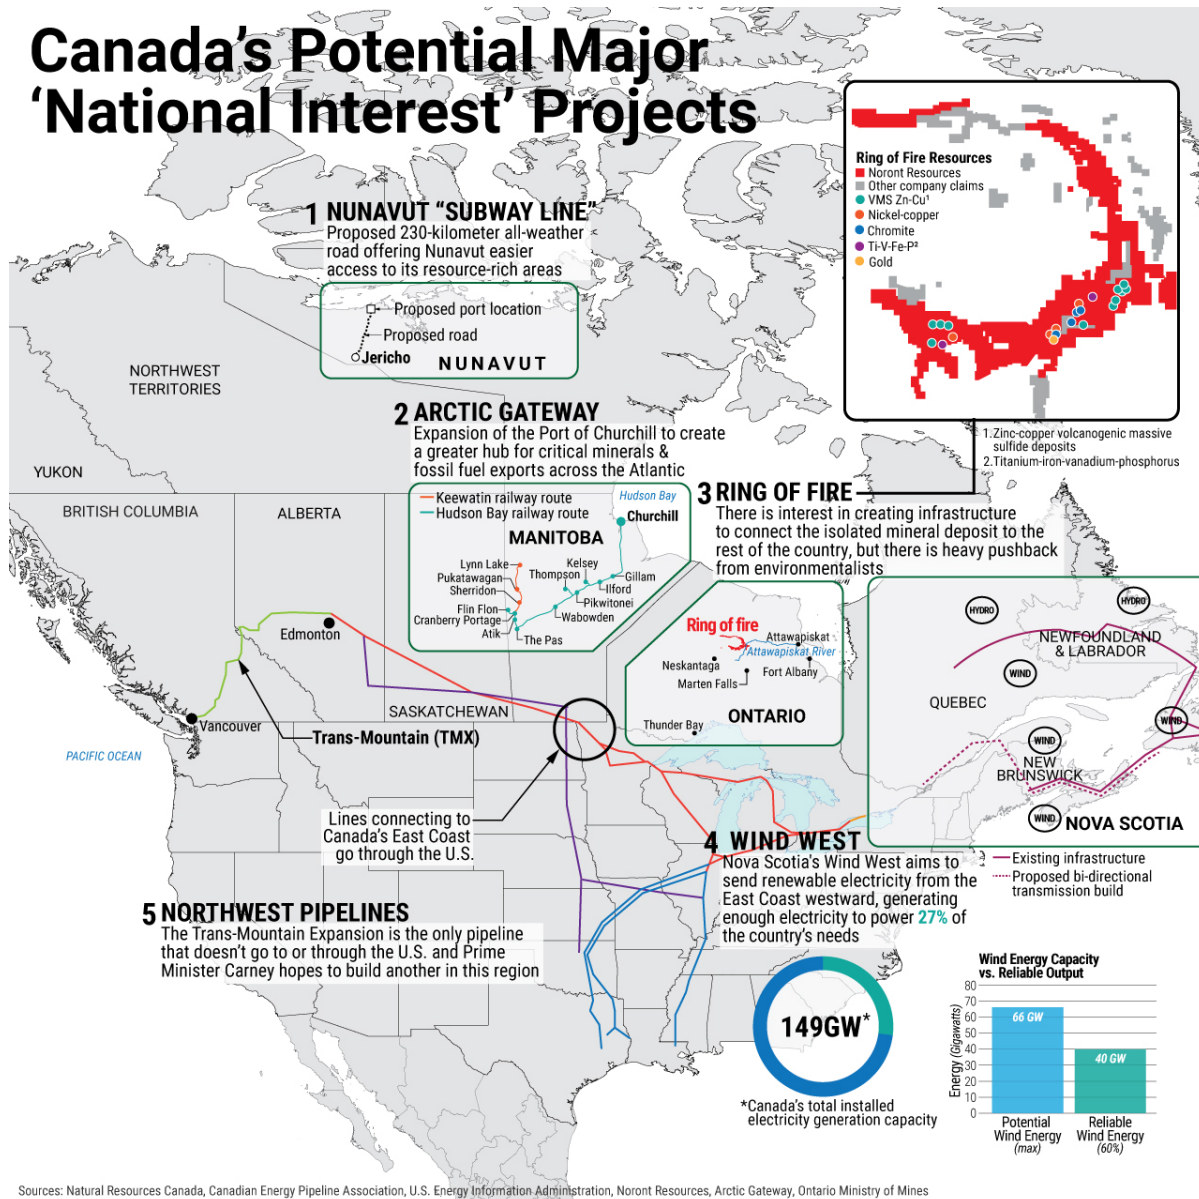 Canada's Potential Major
'National Interest' Projects
1 NUNAVUT "SUBWAY LINE"
Proposed 230-kilometer all-weather
road offering Nunavut easier
access to its resource-rich areas
Proposed port location
Proposed road
Jericho
NUNAVUT
NORTHWEST
TERRITORIES
YUKON
BRITISH COLUMBIA
ALBERTA
SASKATCHEWAN
Ring of Fire Resources
Noront Resources
Other company claims
VMS Zn-Cu¹
Nickel-copper
Chromite
Ti-V-Fe-P²
Gold
1.Zinc-copper volcanogenic massive
sulfide deposits
2.Titanium-iron-vanadium-phosphorus
2 ARCTIC GATEWAY
Expansion of the Port of Churchill to create
a greater hub for critical minerals &
fossil fuel exports across the Atlantic
Keewatin railway route
Hudson Bay railway route
Hudson Bay
Churchill
MANITOBA
Lynn Lake
Pukatawagan
Sherridon
Flin Flon
Cranberry Portage
Atik
The Pas
Kelsey
Thompson
Gillam
Ilford
Pikwitonei
Wabowden
3 RING OF FIRE
There is interest in creating infrastructure
to connect the isolated mineral deposit to the
rest of the country, but there is heavy pushback
from environmentalists
Ring of fire
Attawapiskat
Attawapiskat River
Neskantaga
Fort Albany
Marten Falls
ONTARIO
Thunder Bay
HYDRO
HYDRO
NEWFOUNDLAND
& LABRADOR
WIND
QUEBEC
WIND
WIND
NEW
BRUNSWICK
WIND
NOVA SCOTIA
Existing infrastructure
Proposed bi-directional
transmission build
Edmonton
Vancouver
PACIFIC OCEAN
Trans-Mountain (TMX)
Lines connecting to
Canada's East Coast
go through the U.S.
4 WIND WEST
Nova Scotia's Wind West aims to
send renewable electricity from the
East Coast westward, generating
enough electricity to power 27% of
the country's needs
5 NORTHWEST PIPELINES
The Trans-Mountain Expansion is the only pipeline
that doesn't go to or through the U.S. and Prime
Minister Carney hopes to build another in this region
149GW*
*Canada's total installed
electricity generation capacity
Wind Energy Capacity
vs. Reliable Output
Energy (Gigawatts)
80
70
60
50
40
30
20
10
0
66 GW
40 GW
Potential
Wind Energy
(max)
Reliable
Wind Energy
(60%)
Sources: Natural Resources Canada, Canadian Energy Pipeline Association, U.S. Energy Information Adminstration, Noront Resources, Arctic Gateway, Ontario Ministry of Mines